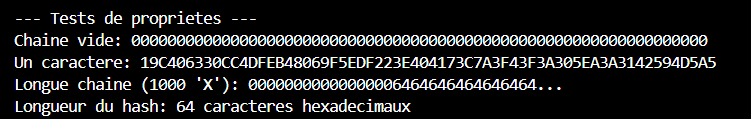 --- Tests de proprietes ---
Chaine vide: 0000000000000000000000000000000000000000000000000000000000000000
Un caractere: 19C406330CC4DFEB48069F5EDF223E404173C7A3F43F3A305EA3A3142594D5A5
Longue chaine (1000 'X'): 00000000000000006464646464646464...
Longueur du hash: 64 caracteres hexadecimaux